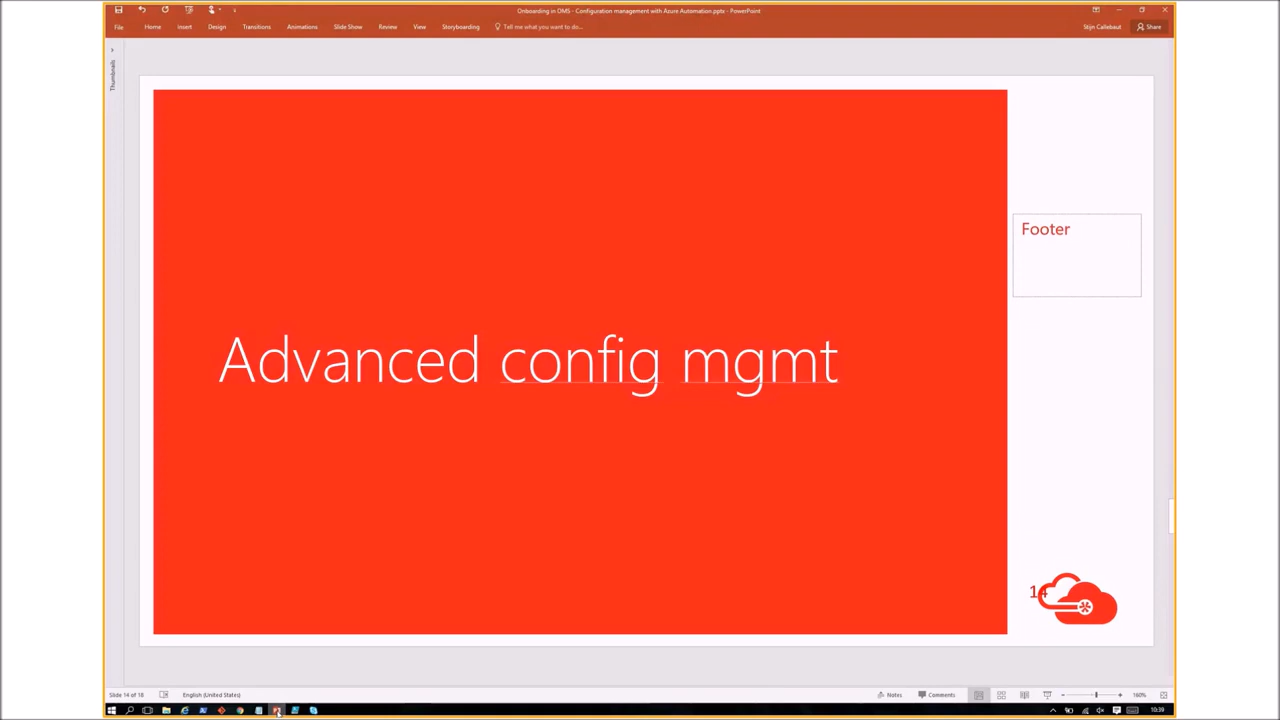 Onboarding in OMS - Configuration management with Azure Automation.pptx - PowerPoint
File Home Insert Design Transitions Animations Slide Show Review View Storyboarding Tell me what you want to do... Stijn Callebaut Share
Thumbnails
Footer
Advanced config mgmt
14
Slide 14 of 18 English (United States) Notes Comments 160%
10:39